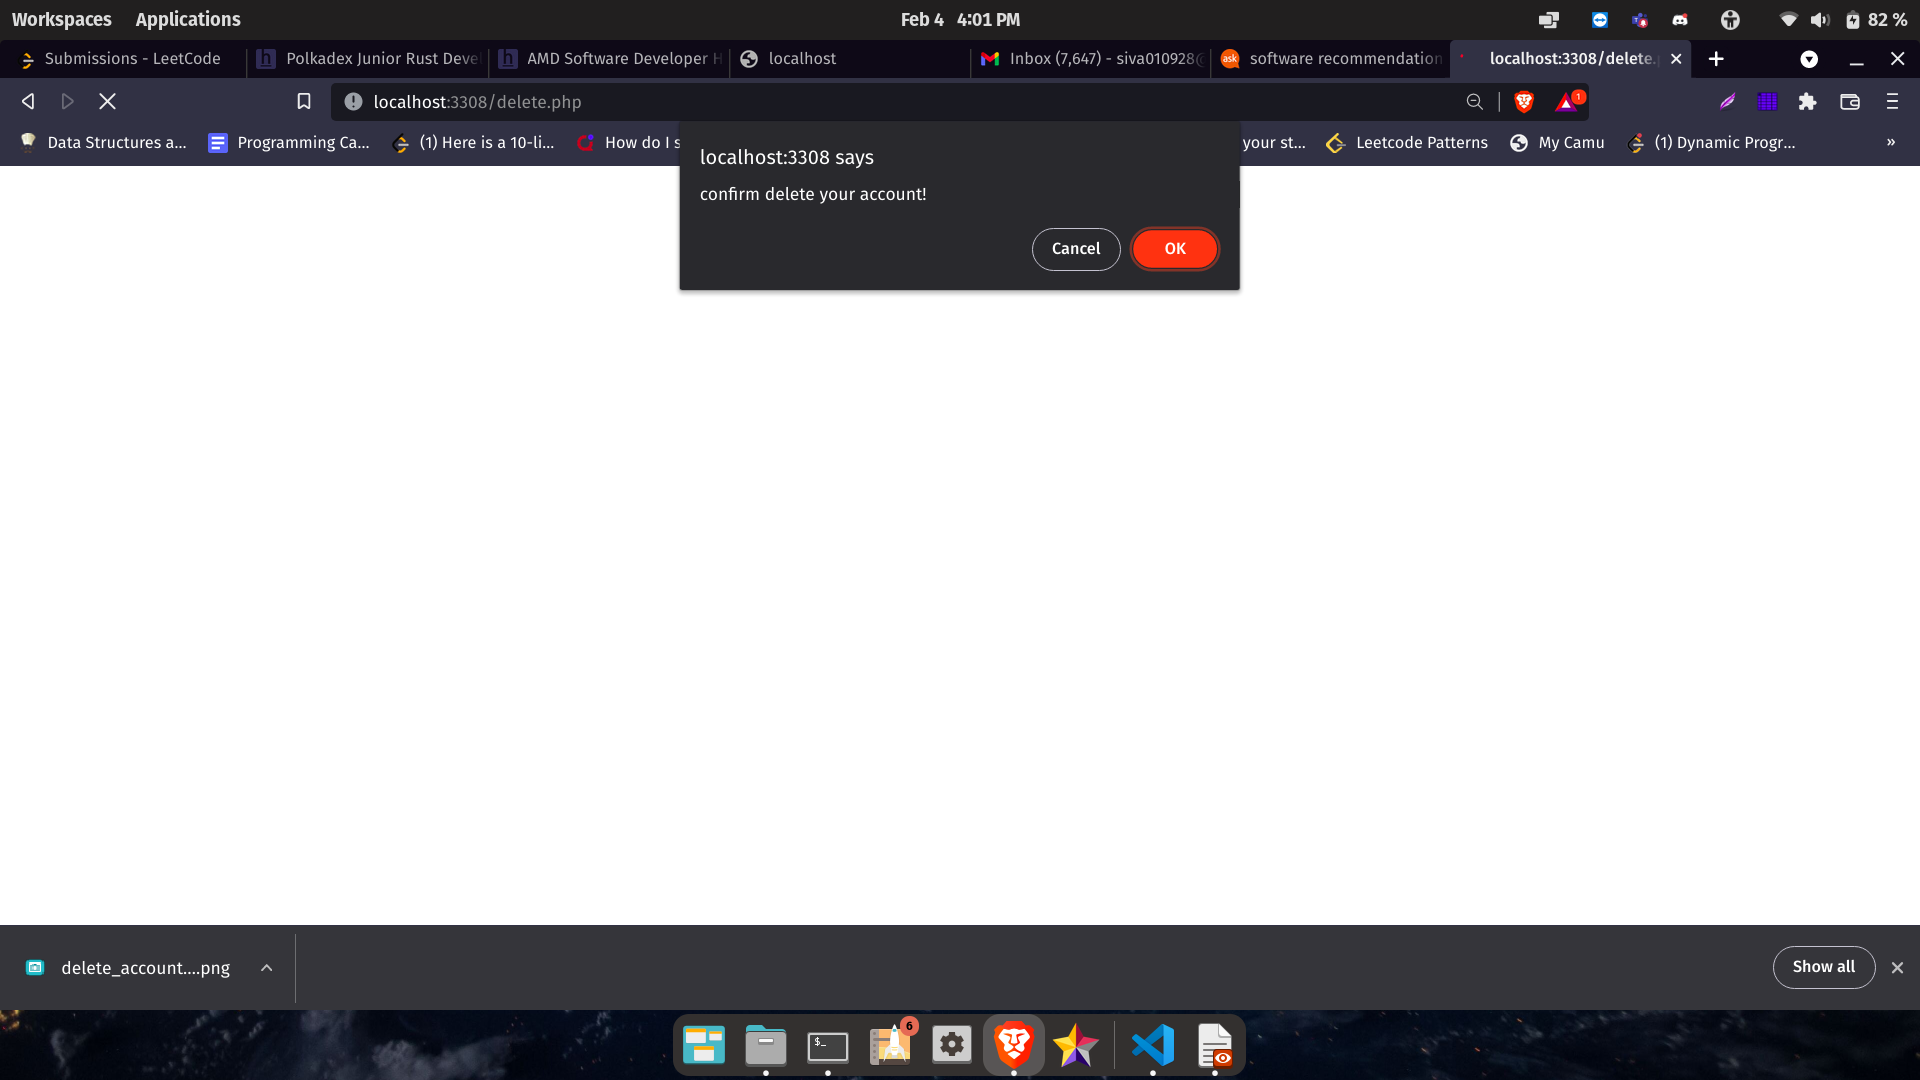 Workspaces Applications Feb 4 4:01 PM 82 %
Submissions - LeetCode Polkadex Junior Rust Deve AMD Software Developer H localhost Inbox (7,647) - siva010928@ software recommendation localhost:3308/delete.
localhost:3308/delete.php 1
Data Structures a... Programming Ca... (1) Here is a 10-li... How do I s your st... Leetcode Patterns My Camu (1) Dynamic Progr... »
localhost:3308 says
confirm delete your account!
Cancel OK
delete_account....png Show all
6
$_